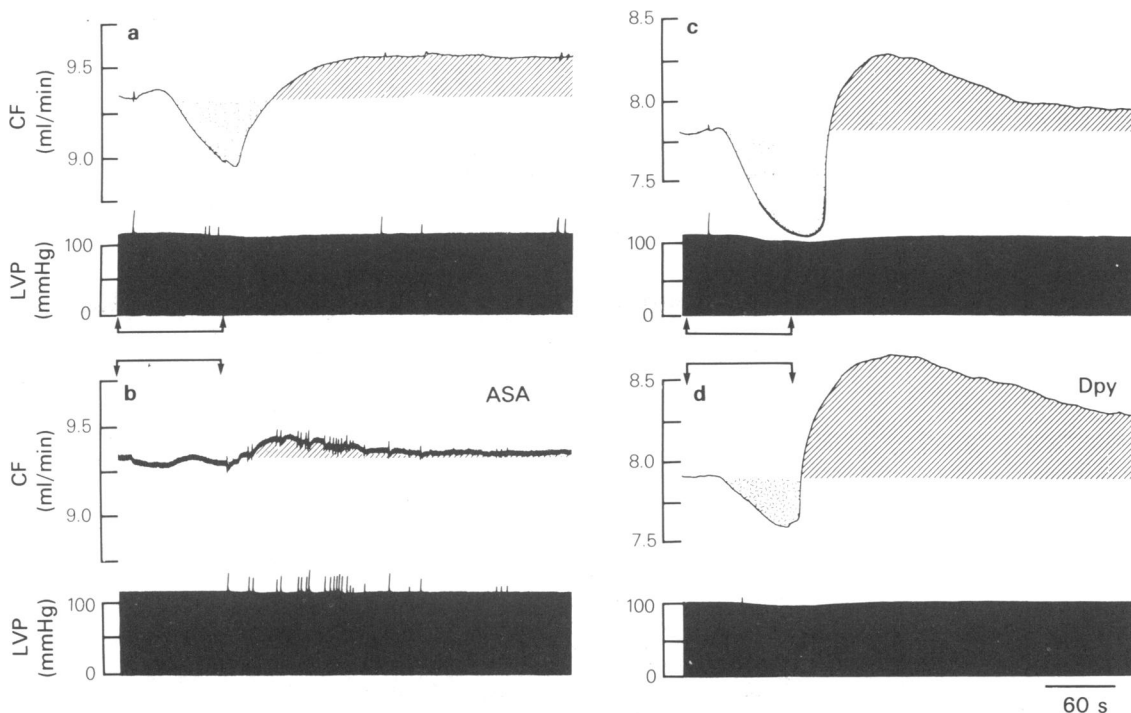 a
9.5
9.0
CF
(ml/min)
100
0
LVP
(mmHg)
b
ASA
9.5
9.0
CF
(ml/min)
100
0
LVP
(mmHg)
c
8.5
8.0
7.5
100
0
d
Dpy
8.5
8.0
7.5
100
0
60 s